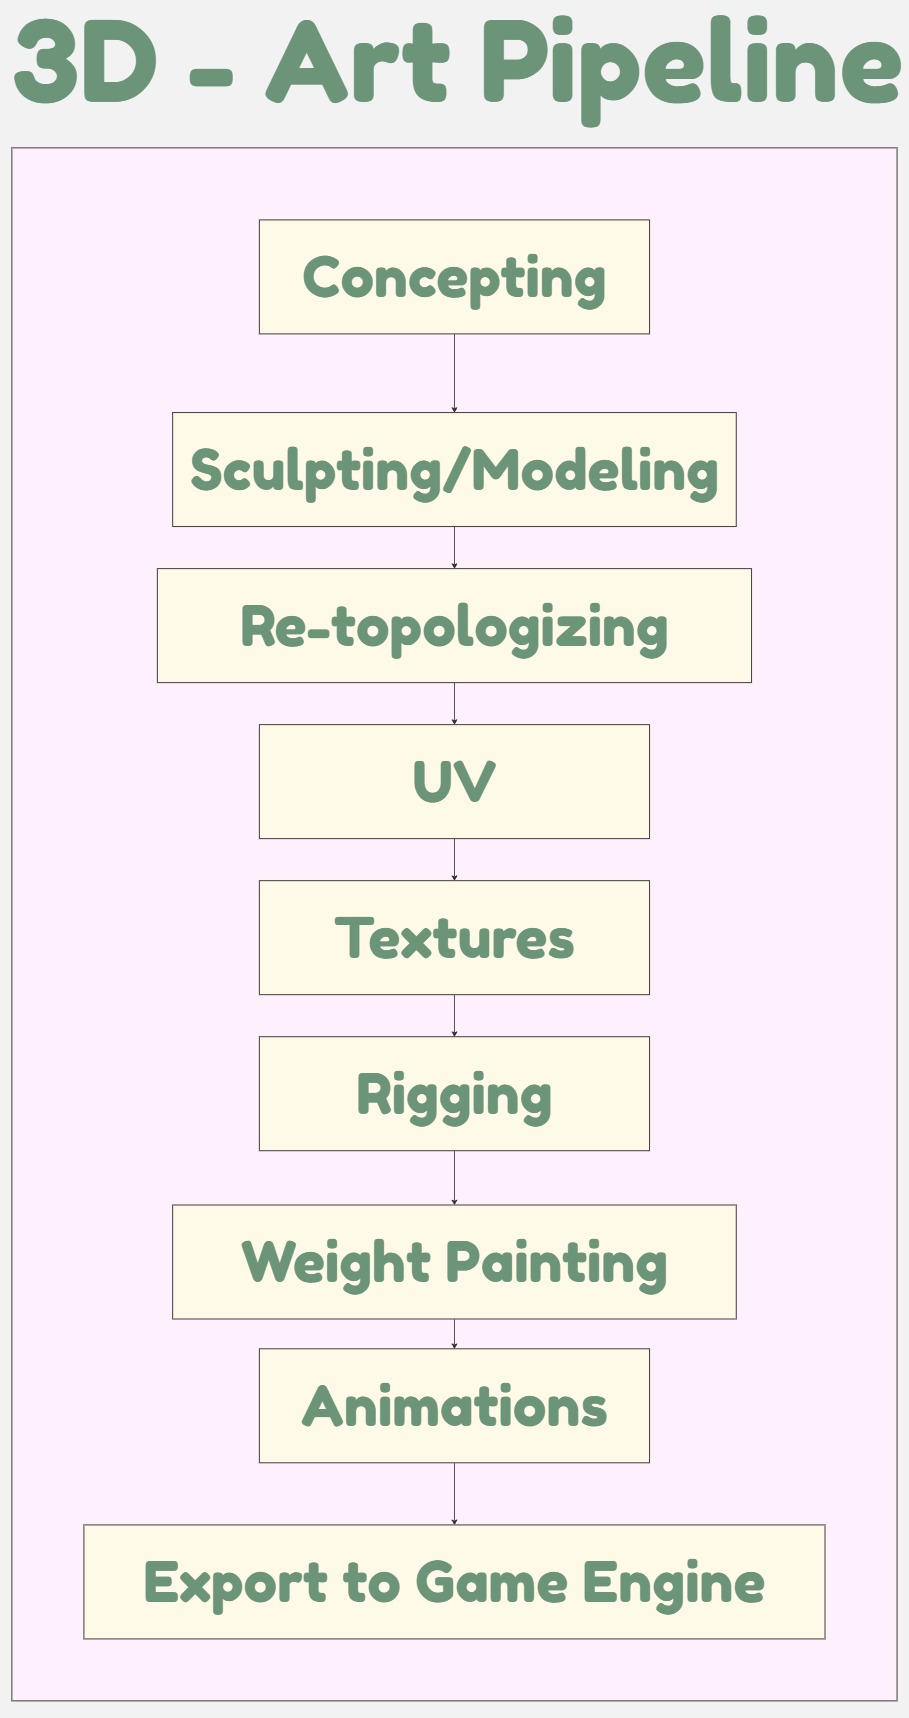 3D - Art Pipeline
Concepting
Sculpting/Modeling
Re-topologizing
UV
Textures
Rigging
Weight Painting
Animations
Export to Game Engine